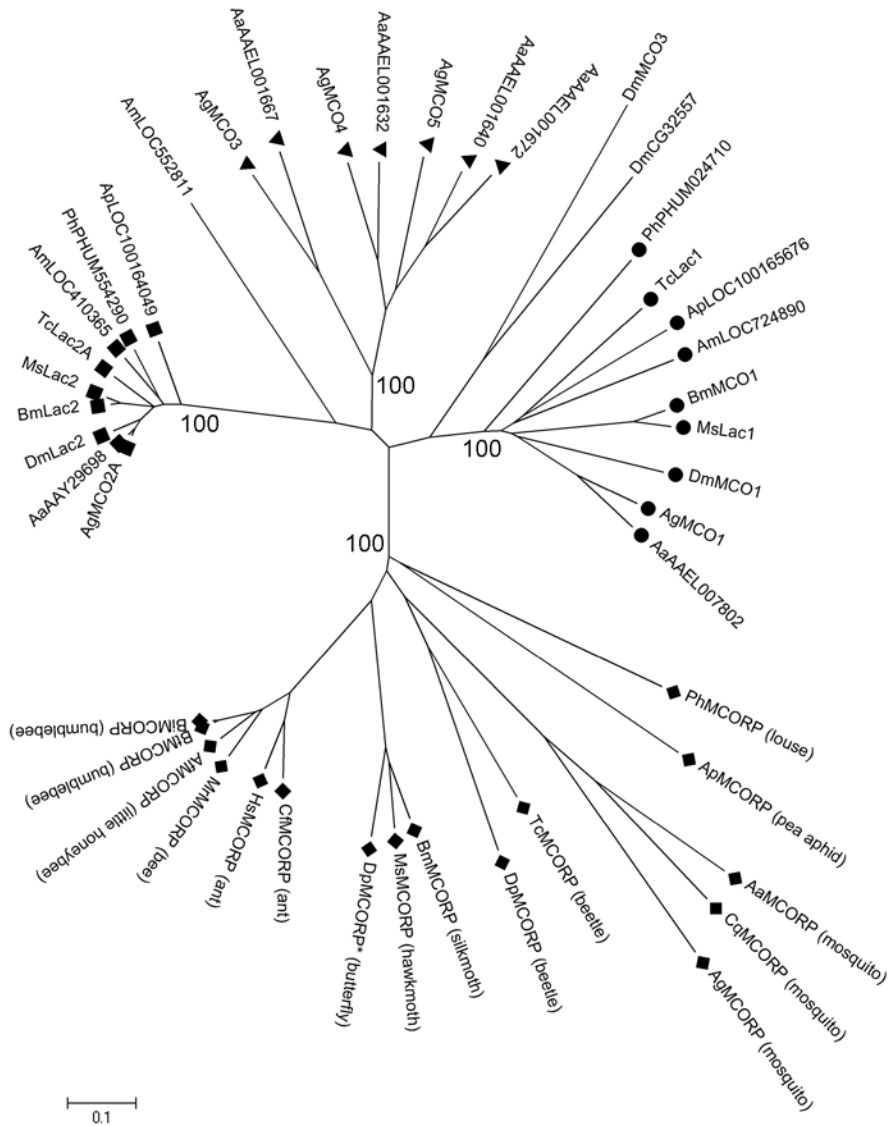 AmLOC552811
AgMCO3
AaAAEL001667
AgMCO4
AaAAEL001632
AgMCO5
AaAAEL001640
AaAAEL001672
DmMCO3
DmCG32557
PhPHUM024710
TcLac1
ApLOC100165676
AmLOC724890
BmMCO1
MsLac1
DmMCO1
AgMCO1
AaAAEL007802
ApLOC100164049
PhPHUM554290
AmLOC410365
TcLac2A
MsLac2
BmLac2
DmLac2
AaAAY29698
AgMCO2A
100
100
100
100
PhMCORP (louse)
ApMCORP (pea aphid)
AaMCORP (mosquito)
CqMCORP (mosquito)
AgMCORP (mosquito)
TcMCORP (beetle)
DpMCORP (beetle)
BmMCORP (silkmoth)
MsMCORP (hawkmoth)
DpMCORP* (butterfly)
CfMCORP (ant)
HsMCORP (ant)
MrMCORP (bee)
AfMCORP (little honeybee)
BtMCORP (bumblebee)
BiMCORP (bumblebee)
0.1